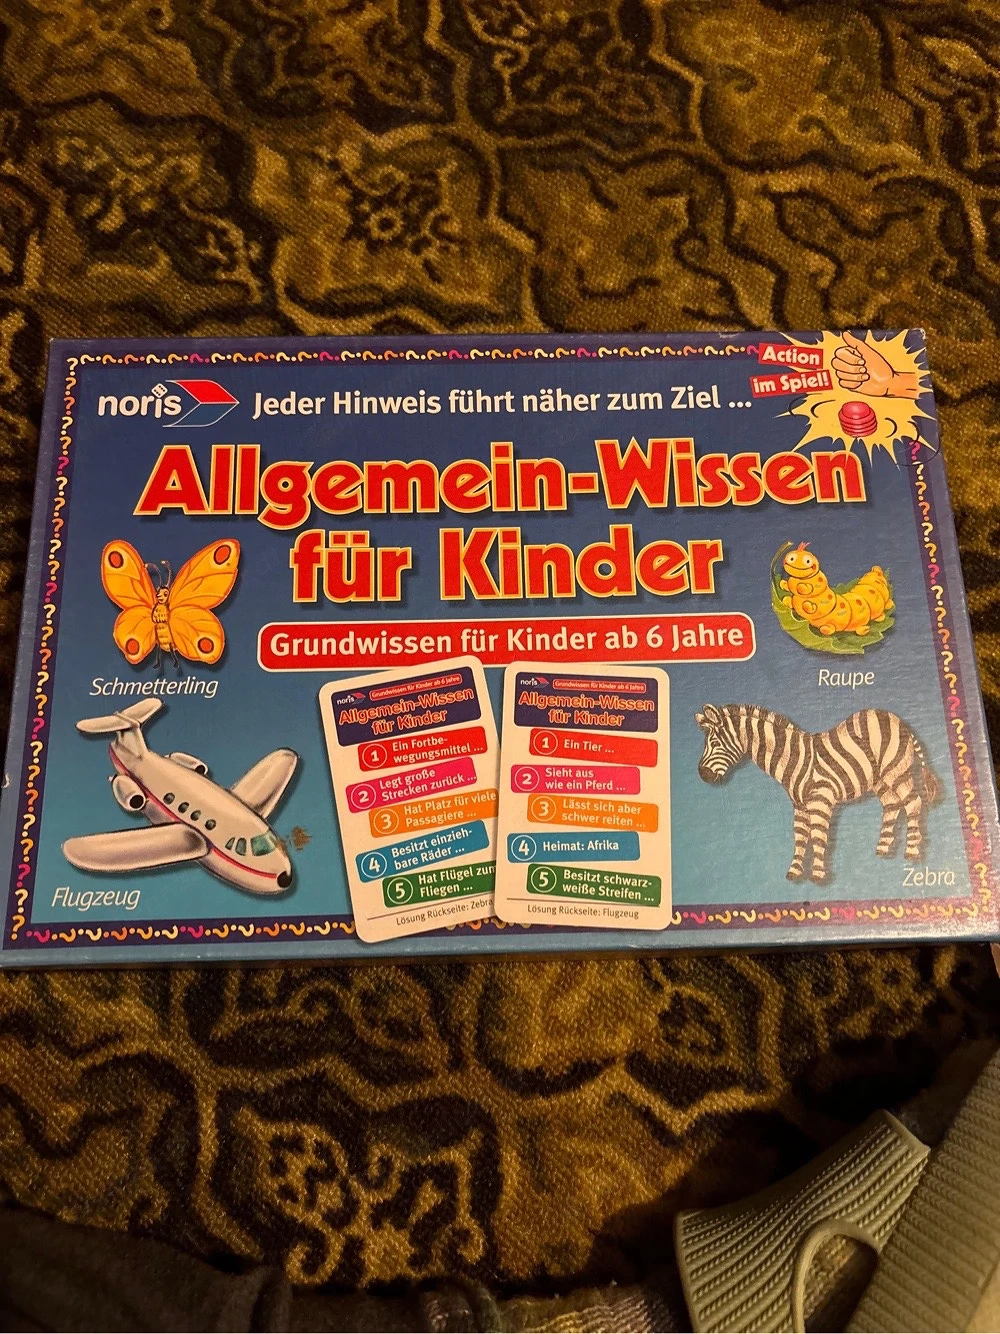 Action
im Spiel!
noris
Jeder Hinweis führt näher zum Ziel ...
Allgemein-Wissen
für Kinder
Grundwissen für Kinder ab 6 Jahre
Schmetterling
Raupe
Flugzeug
Zebra
noris
Grundwissen für Kinder ab 6 Jahre
Allgemein-Wissen
für Kinder
1 Ein Fortbe-
wegungsmittel ...
2 Legt große
Strecken zurück ...
3 Hat Platz für viele
Passagiere ...
4 Besitzt einzieh-
bare Räder ...
5 Hat Flügel zum
Fliegen ...
Lösung Rückseite: Zebra
noris
Grundwissen für Kinder ab 6 Jahre
Allgemein-Wissen
für Kinder
1 Ein Tier ...
2 Sieht aus
wie ein Pferd ...
3 Lässt sich aber
schwer reiten ...
4 Heimat: Afrika
5 Besitzt schwarz-
weiße Streifen ...
Lösung Rückseite: Flugzeug